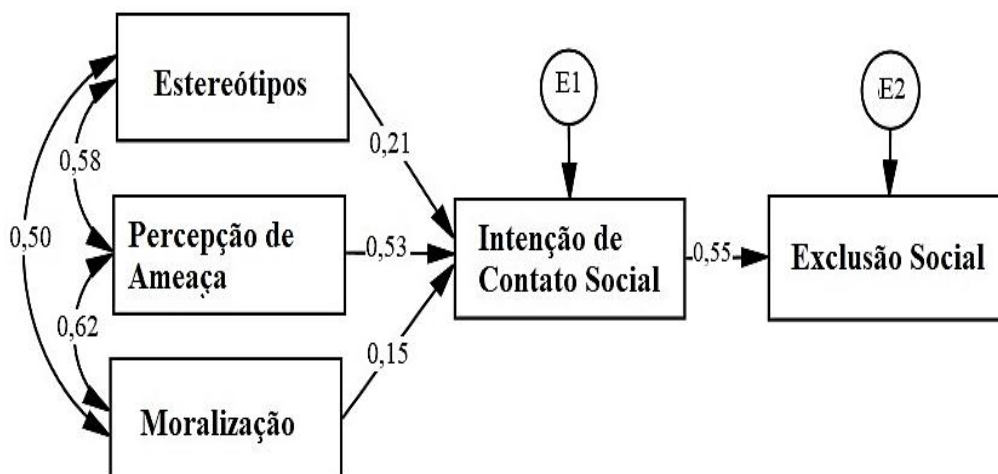 Estereótipos
E1
E2
0,21
0,58
0,50
Percepção de
Ameaça
0,53
Intenção de
Contato Social
0,55
Exclusão Social
0,62
0,15
Moralização